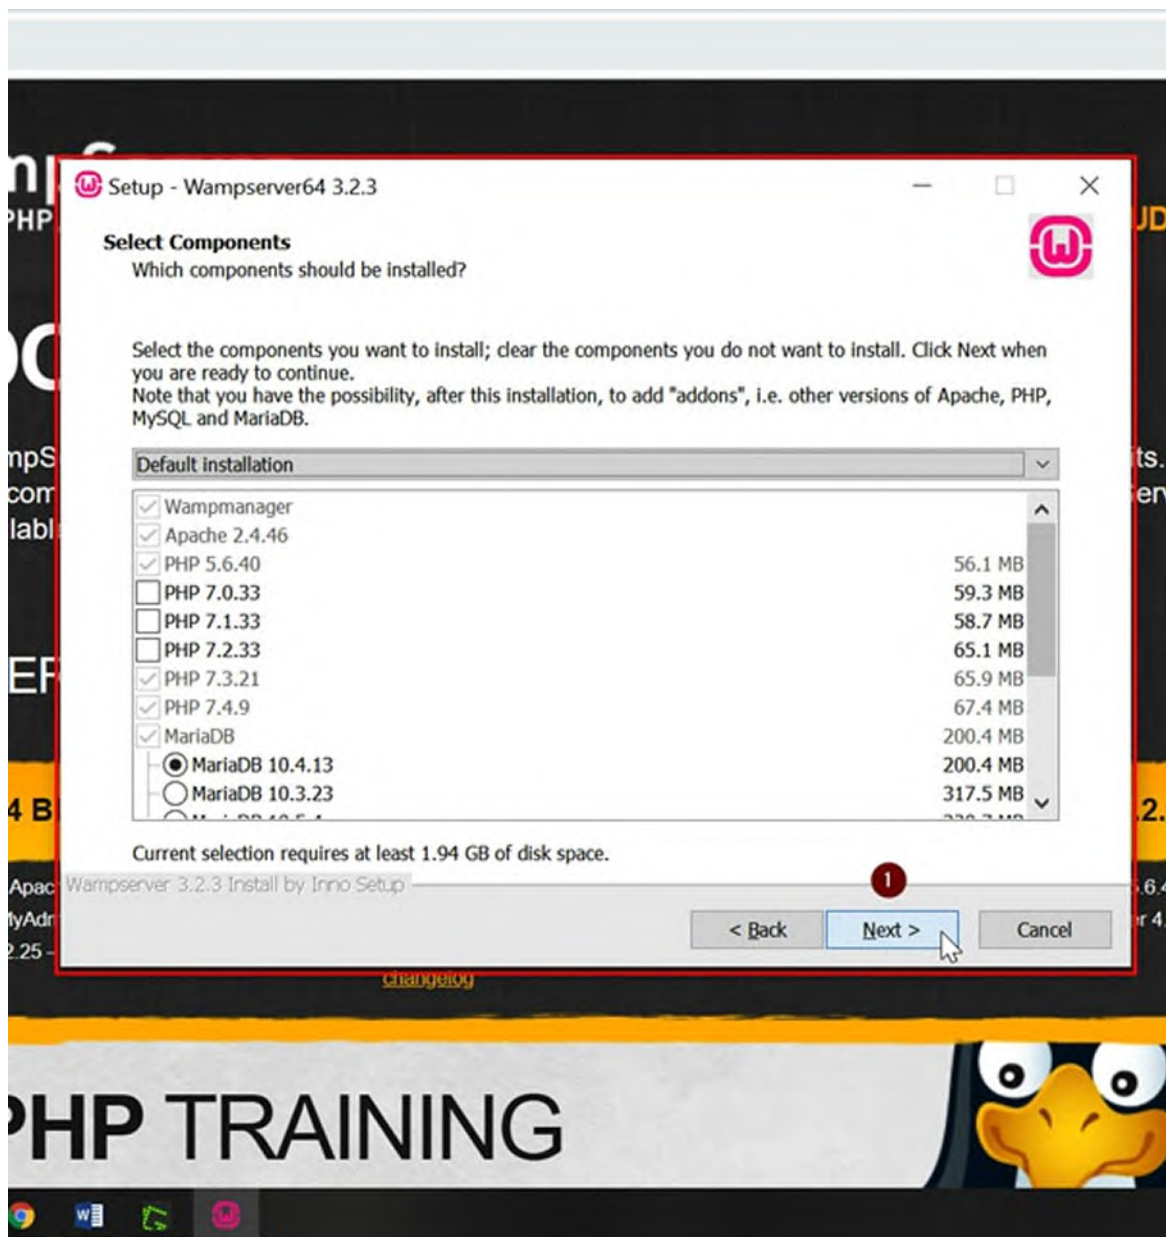 PHP
Setup - Wampserver64 3.2.3
Select Components
Which components should be installed?
Select the components you want to install; clear the components you do not want to install. Click Next when
you are ready to continue.
Note that you have the possibility, after this installation, to add "addons", i.e. other versions of Apache, PHP,
MySQL and MariaDB.
Default installation
Wampmanager
Apache 2.4.46
PHP 5.6.40 56.1 MB
PHP 7.0.33 59.3 MB
PHP 7.1.33 58.7 MB
PHP 7.2.33 65.1 MB
PHP 7.3.21 65.9 MB
PHP 7.4.9 67.4 MB
MariaDB 200.4 MB
MariaDB 10.4.13 200.4 MB
MariaDB 10.3.23 317.5 MB
Current selection requires at least 1.94 GB of disk space.
Wampserver 3.2.3 Install by Inno Setup
1
< Back Next > Cancel
changelog
PHP TRAINING